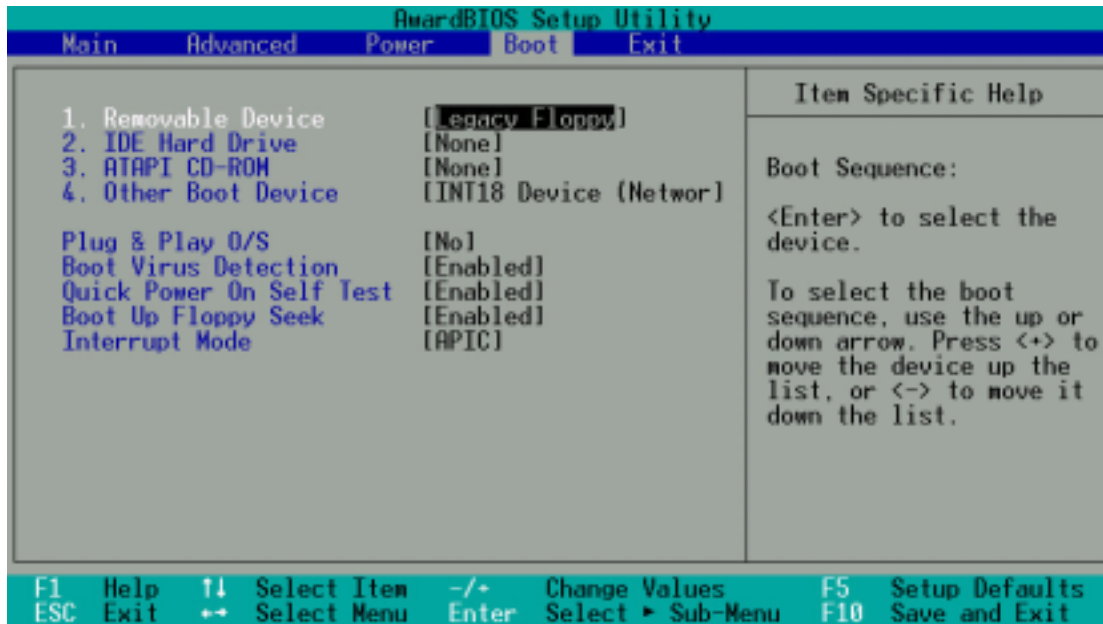 AwardBIOS Setup Utility
Main Advanced Power Boot Exit
1. Removable Device [Legacy Floppy]
2. IDE Hard Drive [None]
3. ATAPI CD-ROM [None]
4. Other Boot Device [INT18 Device (Networ]
Plug & Play O/S [No]
Boot Virus Detection [Enabled]
Quick Power On Self Test [Enabled]
Boot Up Floppy Seek [Enabled]
Interrupt Mode [APIC]
Item Specific Help
Boot Sequence:
<Enter> to select the
device.
To select the boot
sequence, use the up or
down arrow. Press <+> to
move the device up the
list, or <-> to move it
down the list.
F1 Help ↑↓ Select Item -/+ Change Values F5 Setup Defaults
ESC Exit ←→ Select Menu Enter Select ► Sub-Menu F10 Save and Exit